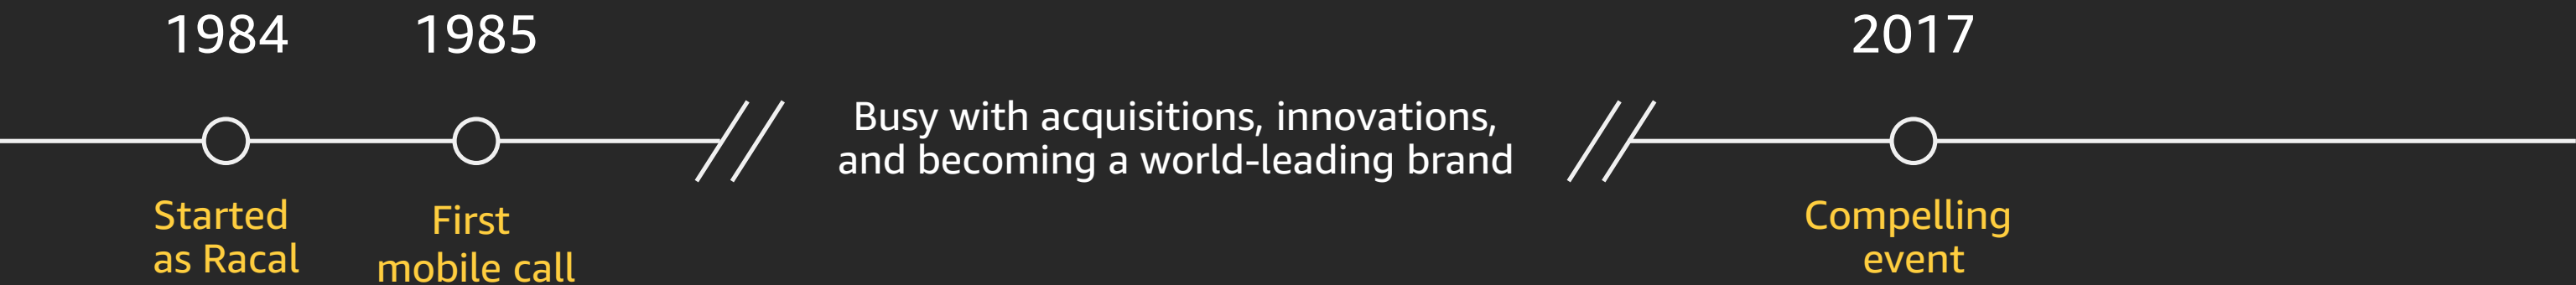 1984
1985
2017
Busy with acquisitions, innovations,
and becoming a world-leading brand
Started
as Racal
First
mobile call
Compelling
event